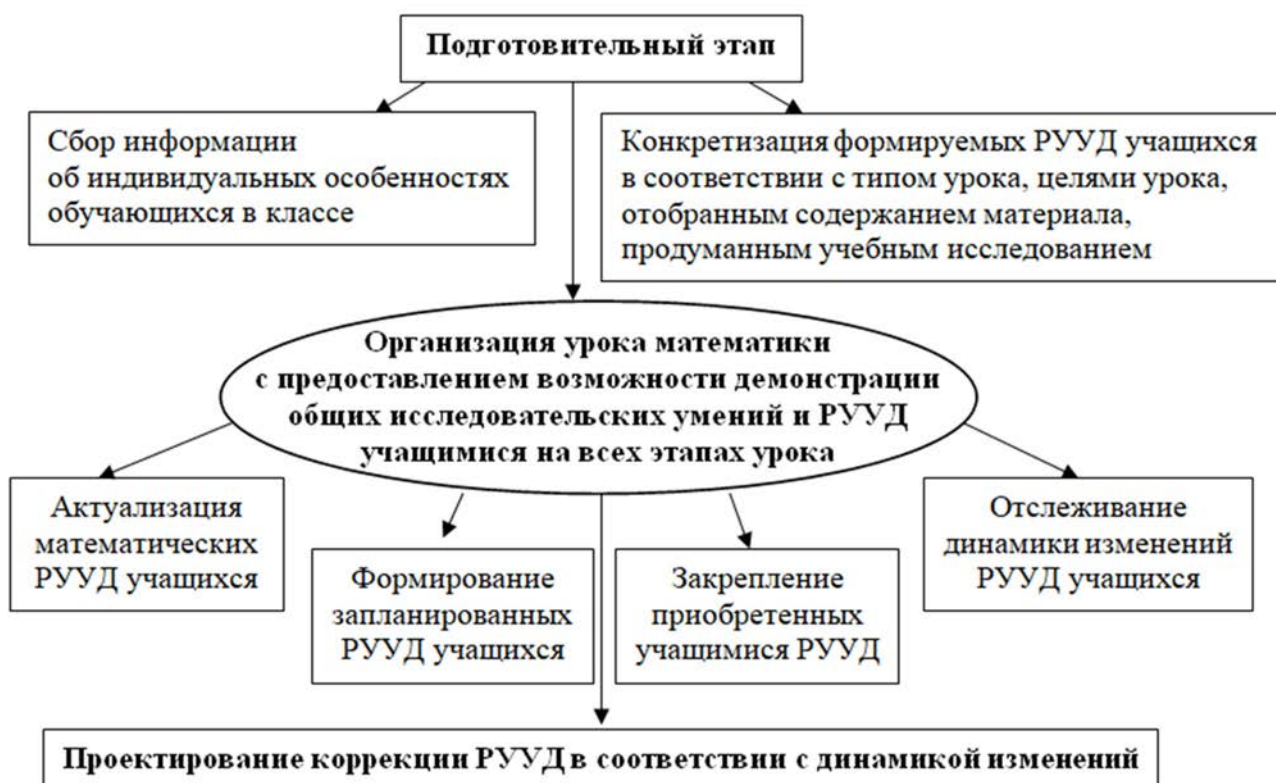 Подготовительный этап
Сбор информации
об индивидуальных особенностях
обучающихся в классе
Конкретизация формируемых РУУД учащихся
в соответствии с типом урока, целями урока,
отобранным содержанием материала,
продуманным учебным исследованием
Организация урока математики
с предоставлением возможности демонстрации
общих исследовательских умений и РУУД
учащимися на всех этапах урока
Актуализация
математических
РУУД учащихся
Формирование
запланированных
РУУД учащихся
Закрепление
приобретенных
учащимися РУУД
Отслеживание
динамики изменений
РУУД учащихся
Проектирование коррекции РУУД в соответствии с динамикой изменений